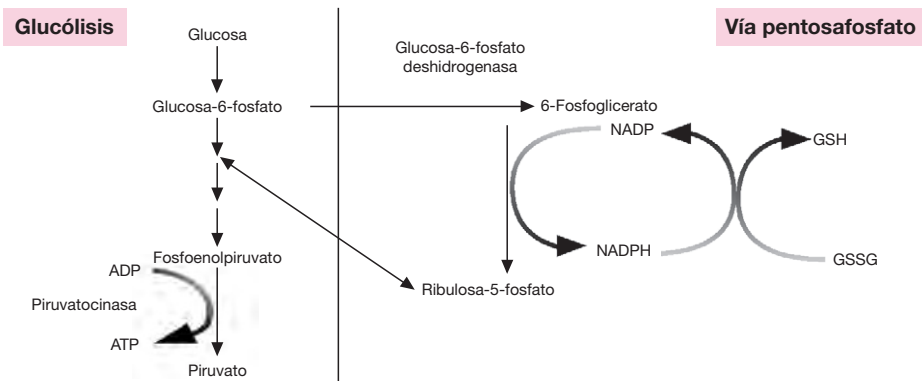 Glucólisis
Vía pentosafosfato
Glucosa
Glucosa-6-fosfato
deshidrogenasa
Glucosa-6-fosfato
6-Fosfoglicerato
NADP
GSH
Fosfoenolpiruvato
NADPH
GSSG
ADP
Ribulosa-5-fosfato
Piruvatocinasa
ATP
Piruvato